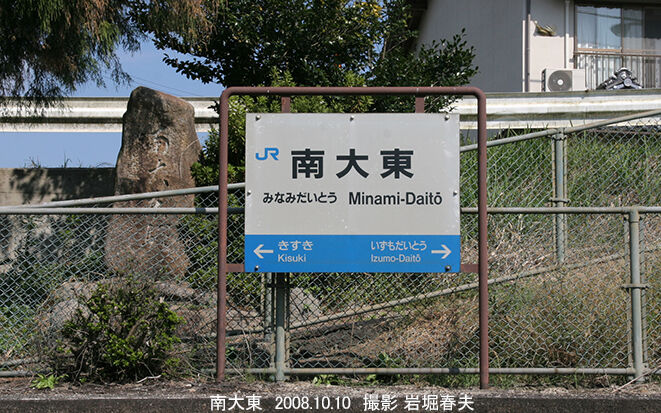 JR 南大東
みなみだいとう Minami-Daitō
← きすき
Kisuki
いずもだいとう →
Izumo-Daitō
南大東 2008.10.10 撮影 岩堀春夫